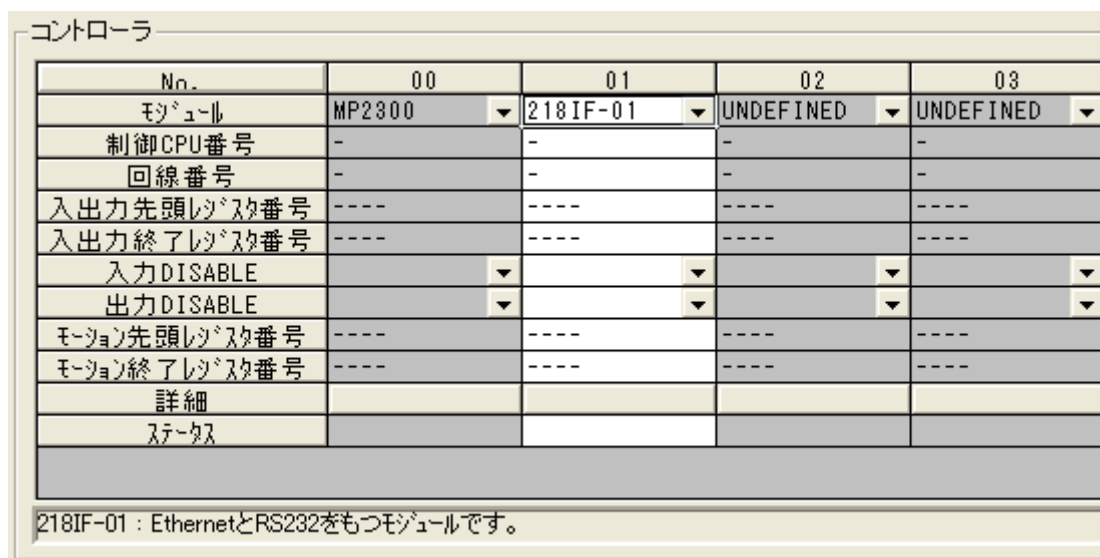 コントローラ
No. 00 01 02 03
ﾓｼﾞｭｰﾙ MP2300 218IF-01 UNDEFINED UNDEFINED
制御CPU番号 - - - -
回線番号 - - - -
入出力先頭ﾚｼﾞｽﾀ番号 ---- ---- ---- ----
入出力終了ﾚｼﾞｽﾀ番号 ---- ---- ---- ----
入力DISABLE
出力DISABLE
ﾓｰｼｮﾝ先頭ﾚｼﾞｽﾀ番号 ---- ---- ---- ----
ﾓｰｼｮﾝ終了ﾚｼﾞｽﾀ番号 ---- ---- ---- ----
詳細
ｽﾃｰﾀｽ
218IF-01 : EthernetとRS232をもつﾓｼﾞｭｰﾙです。